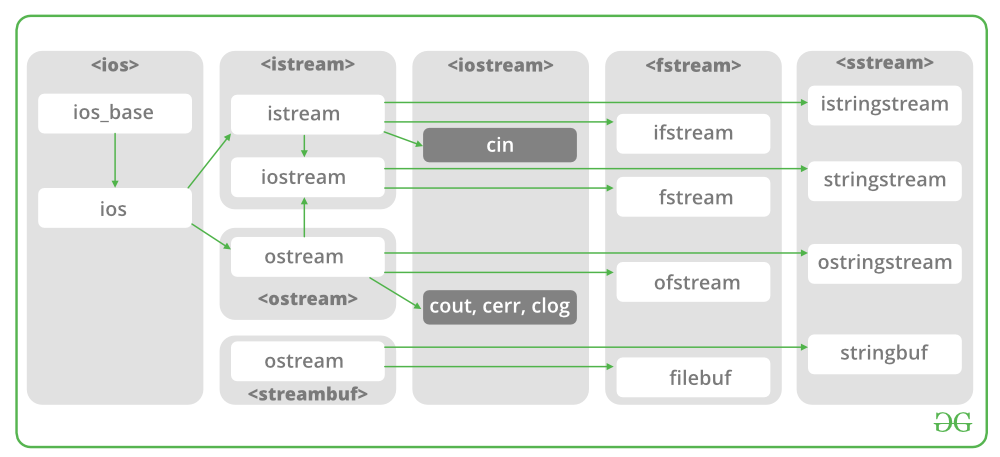 <ios>
ios_base
ios
<istream>
istream
iostream
ostream
<ostream>
ostream
<streambuf>
<iostream>
cin
cout, cerr, clog
<fstream>
ifstream
fstream
ofstream
filebuf
<sstream>
istringstream
stringstream
ostringstream
stringbuf